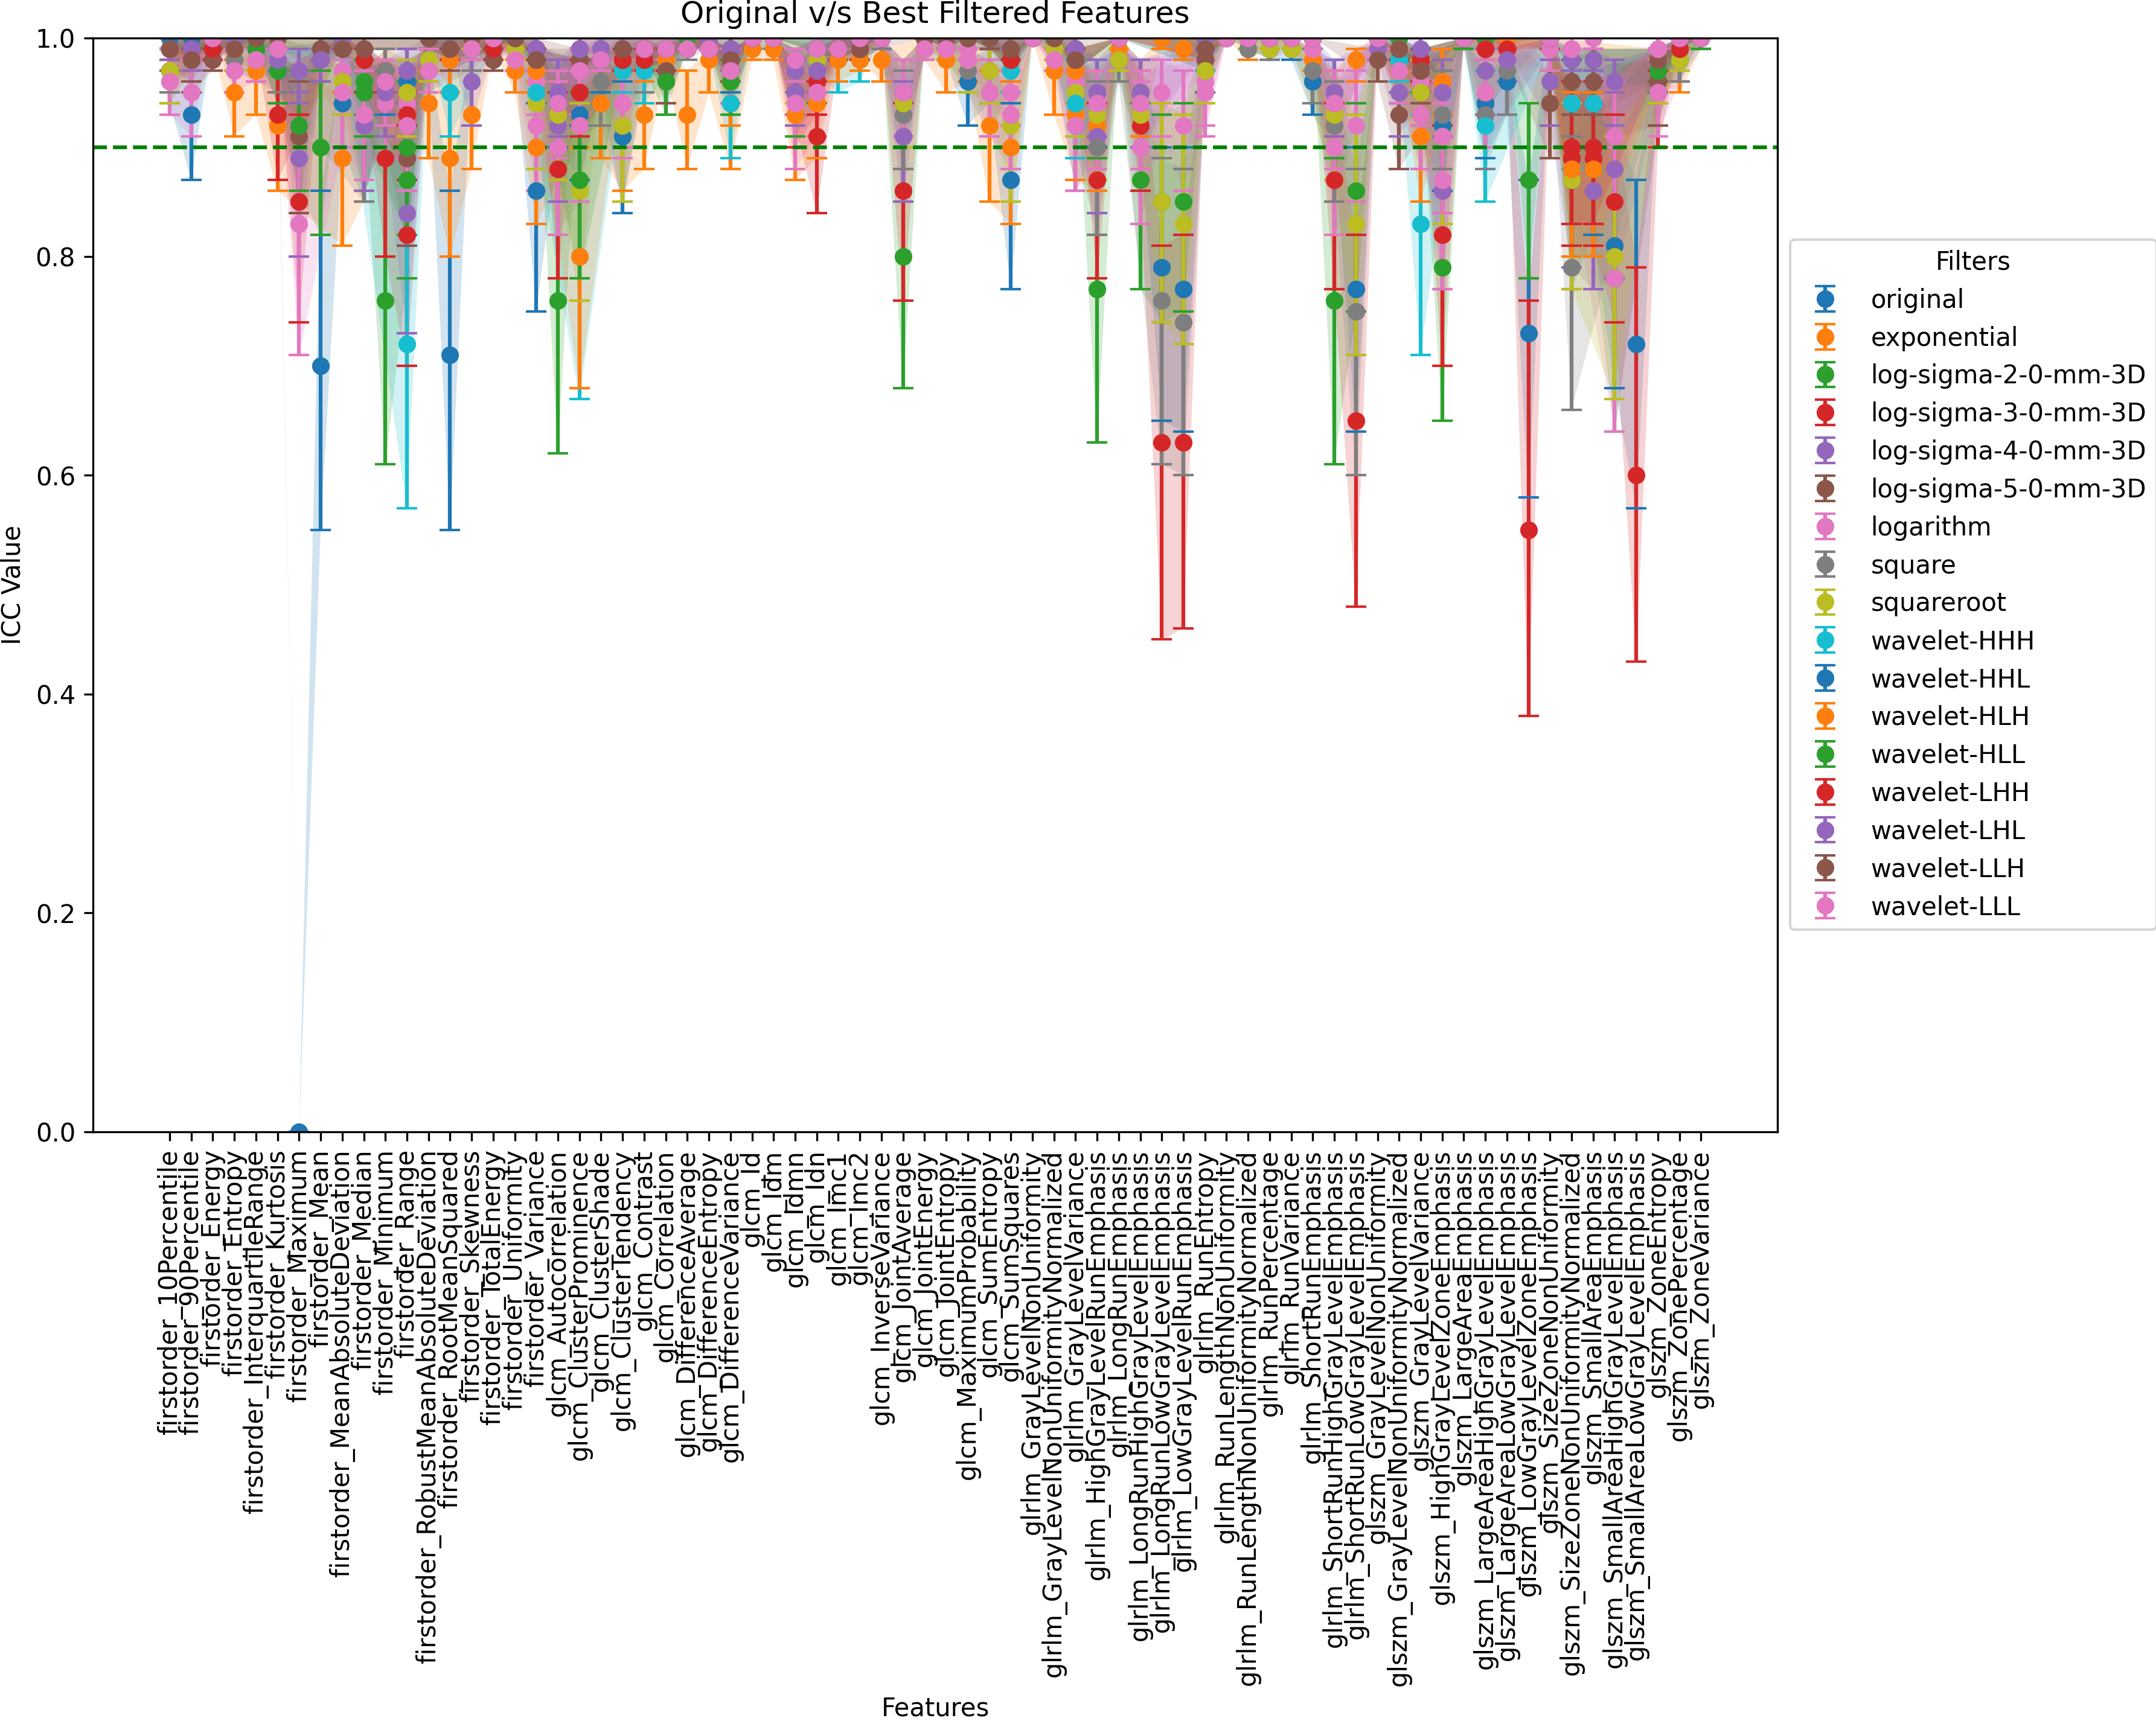 Original v/s Best Filtered Features
ICC Value
1.0
0.8
0.6
0.4
0.2
0.0
firstorder_10Percentile
firstorder_90Percentile
firstorder_Energy
firstorder_Entropy
firstorder_InterquartileRange
firstorder_Kurtosis
firstorder_Maximum
firstorder_Mean
firstorder_MeanAbsoluteDeviation
firstorder_Median
firstorder_Minimum
firstorder_Range
firstorder_RobustMeanAbsoluteDeviation
firstorder_RootMeanSquared
firstorder_Skewness
firstorder_TotalEnergy
firstorder_Uniformity
firstorder_Variance
glcm_Autocorrelation
glcm_ClusterProminence
glcm_ClusterShade
glcm_ClusterTendency
glcm_Contrast
glcm_Correlation
glcm_DifferenceAverage
glcm_DifferenceEntropy
glcm_DifferenceVariance
glcm_Id
glcm_Idm
glcm_Idmn
glcm_Idn
glcm_Imc1
glcm_Imc2
glcm_InverseVariance
glcm_JointAverage
glcm_JointEnergy
glcm_JointEntropy
glcm_MaximumProbability
glcm_SumEntropy
glcm_SumSquares
glrlm_GrayLevelNonUniformity
glrlm_GrayLevelNonUniformityNormalized
glrlm_GrayLevelVariance
glrlm_HighGrayLevelRunEmphasis
glrlm_LongRunEmphasis
glrlm_LongRunHighGrayLevelEmphasis
glrlm_LongRunLowGrayLevelEmphasis
glrlm_LowGrayLevelRunEmphasis
glrlm_RunEntropy
glrlm_RunLengthNonUniformity
glrlm_RunLengthNonUniformityNormalized
glrlm_RunPercentage
glrlm_RunVariance
glrlm_ShortRunEmphasis
glrlm_ShortRunHighGrayLevelEmphasis
glrlm_ShortRunLowGrayLevelEmphasis
glszm_GrayLevelNonUniformity
glszm_GrayLevelNonUniformityNormalized
glszm_GrayLevelVariance
glszm_HighGrayLevelZoneEmphasis
glszm_LargeAreaEmphasis
glszm_LargeAreaHighGrayLevelEmphasis
glszm_LargeAreaLowGrayLevelEmphasis
glszm_LowGrayLevelZoneEmphasis
glszm_SizeZoneNonUniformity
glszm_SizeZoneNonUniformityNormalized
glszm_SmallAreaEmphasis
glszm_SmallAreaHighGrayLevelEmphasis
glszm_SmallAreaLowGrayLevelEmphasis
glszm_ZoneEntropy
glszm_ZonePercentage
glszm_ZoneVariance
Features
Filters
original
exponential
log-sigma-2-0-mm-3D
log-sigma-3-0-mm-3D
log-sigma-4-0-mm-3D
log-sigma-5-0-mm-3D
logarithm
square
squareroot
wavelet-HHH
wavelet-HHL
wavelet-HLH
wavelet-HLL
wavelet-LHH
wavelet-LHL
wavelet-LLH
wavelet-LLL